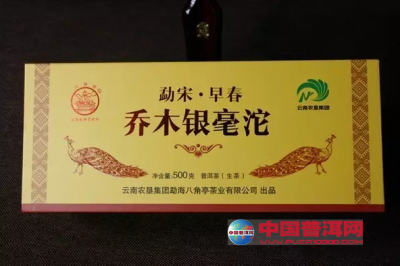 勐宋·早春
乔木银毫沱
云南农垦集团
净含量:500克 普洱茶(生茶)
云南农垦集团勐海八角亭茶业有限公司 出品
中国普洱网